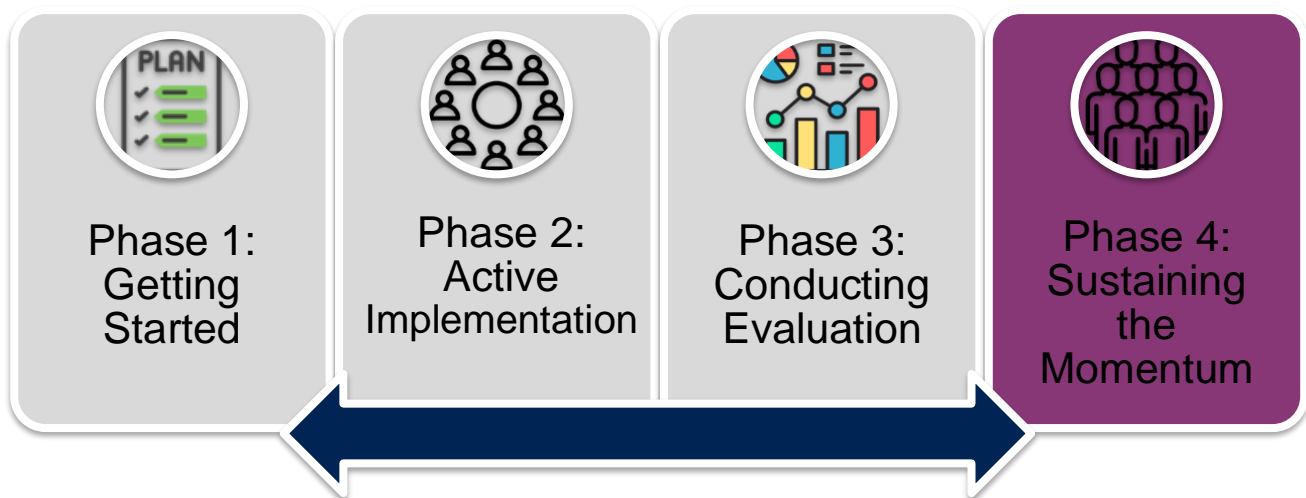 PLAN
Phase 1:
Getting
Started
Phase 2:
Active
Implementation
Phase 3:
Conducting
Evaluation
Phase 4:
Sustaining
the
Momentum